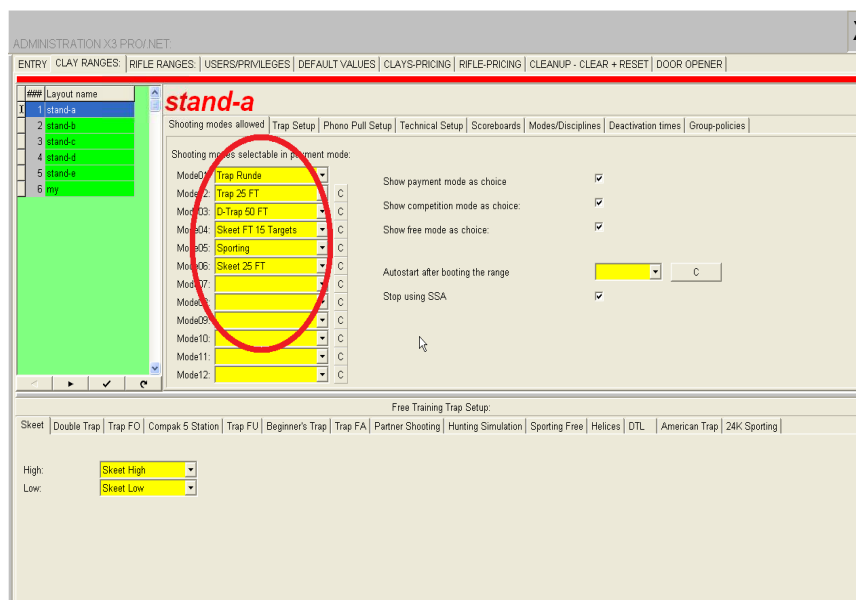 ADMINISTRATION X3 PRO/.NET:
ENTRY CLAY RANGES: RIFLE RANGES: USERS/PRIVILEGES DEFAULT VALUES CLAYS-PRICING RIFLE-PRICING CLEANUP - CLEAR + RESET DOOR OPENER
### Layout name
1 stand-a
2 stand-b
3 stand-c
4 stand-d
5 stand-e
6 my
stand-a
Shooting modes allowed Trap Setup Phono Pull Setup Technical Setup Scoreboards Modes/Disciplines Deactivation times Group-policies
Shooting modes selectable in payment mode:
Mode01: Trap Runde
Mode02: Trap 25 FT C
Mode03: D-Trap 50 FT C
Mode04: Skeet FT 15 Targets C
Mode05: Sporting C
Mode06: Skeet 25 FT C
Mode07: C
Mode08: C
Mode09: C
Mode10: C
Mode11: C
Mode12: C
Show payment mode as choice
Show competition mode as choice:
Show free mode as choice:
Autostart after booting the range C
Stop using SSA
Free Training Trap Setup:
Skeet Double Trap Trap FO Compak 5 Station Trap FU Beginner's Trap Trap FA Partner Shooting Hunting Simulation Sporting Free Helices DTL American Trap 24K Sporting
High: Skeet High
Low: Skeet Low